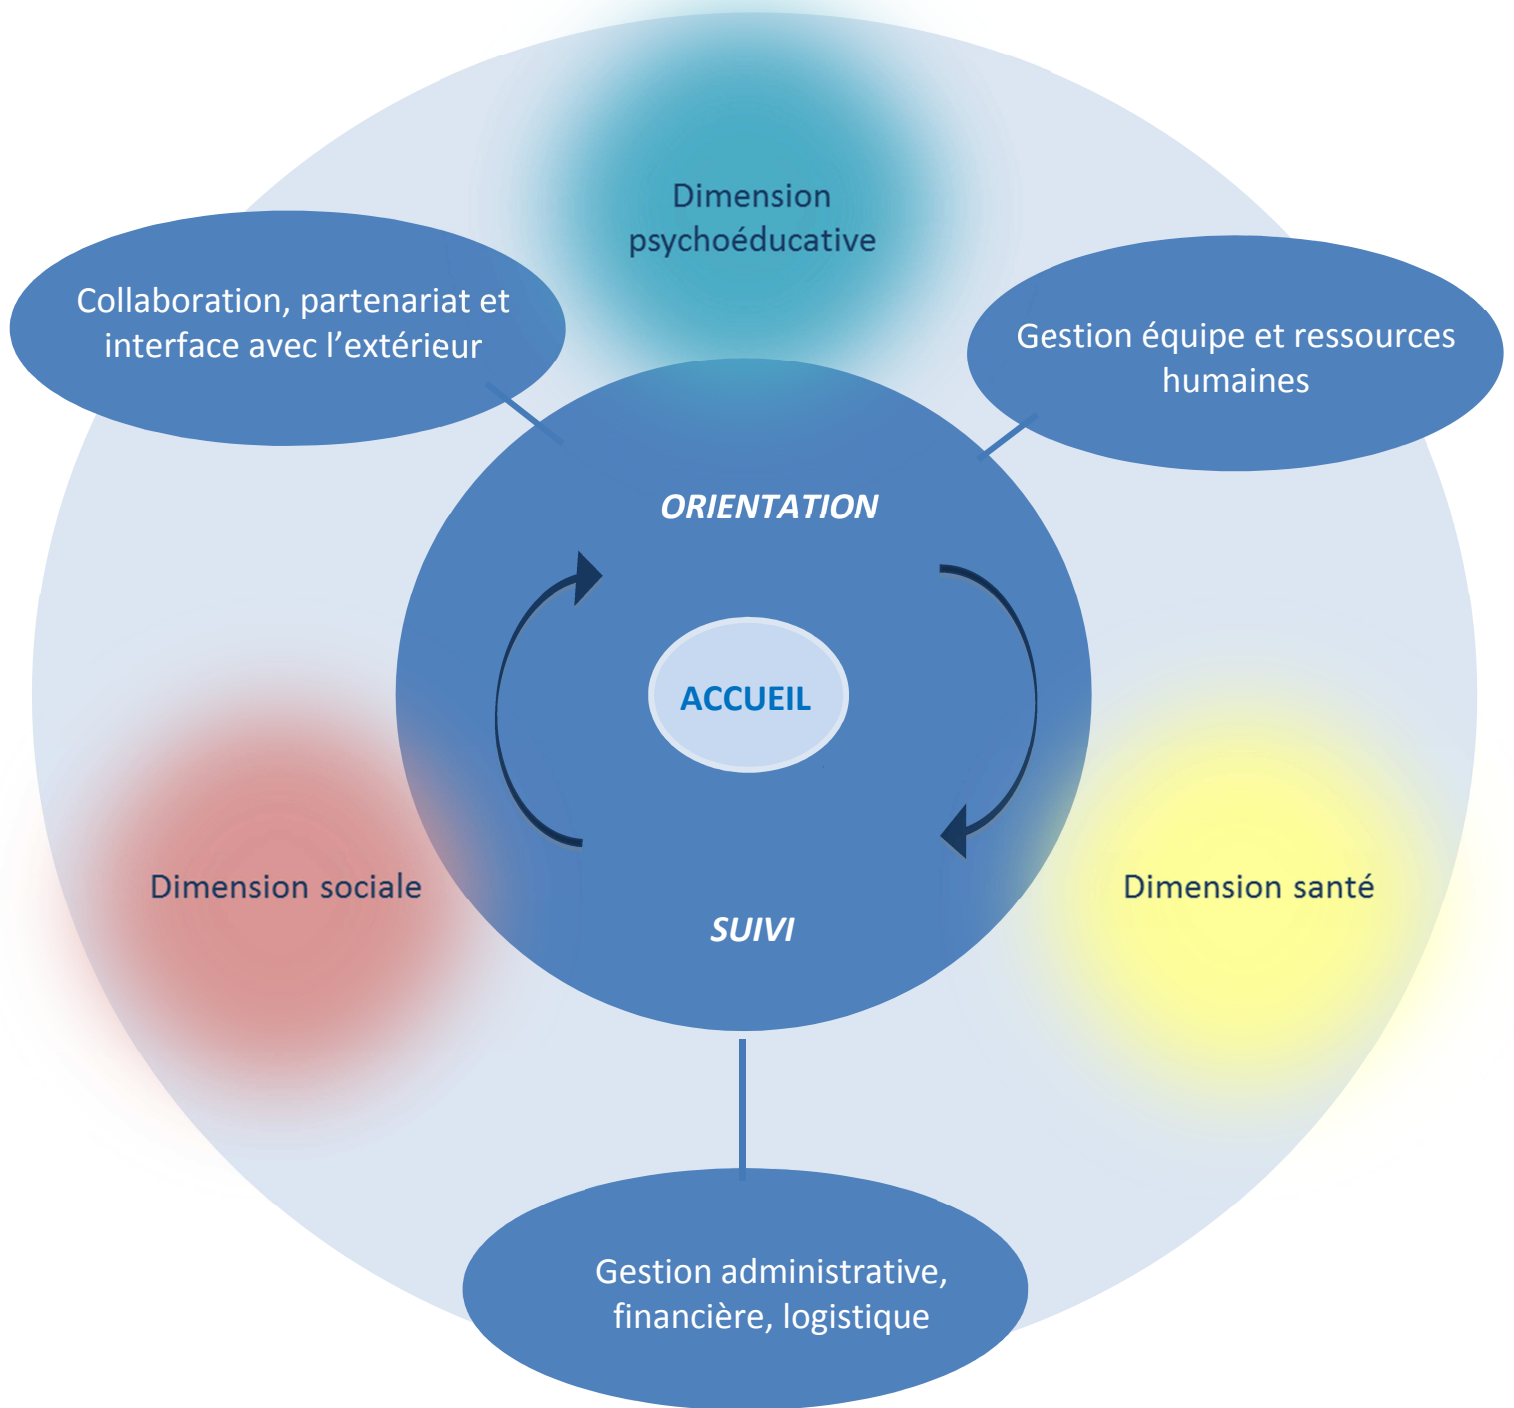 Dimension
psychoéducative
Collaboration, partenariat et
interface avec l'extérieur
Gestion équipe et ressources
humaines
ORIENTATION
ACCUEIL
Dimension sociale
Dimension santé
SUIVI
Gestion administrative,
financière, logistique